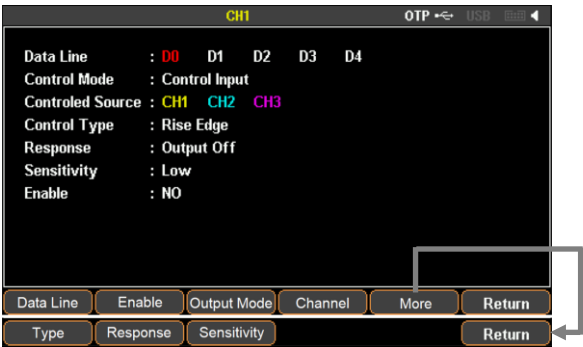 CH1 OTP USB
Data Line : D0 D1 D2 D3 D4
Control Mode : Control Input
Controled Source : CH1 CH2 CH3
Control Type : Rise Edge
Response : Output Off
Sensitivity : Low
Enable : NO
Data Line Enable Output Mode Channel More Return
Type Response Sensitivity Return